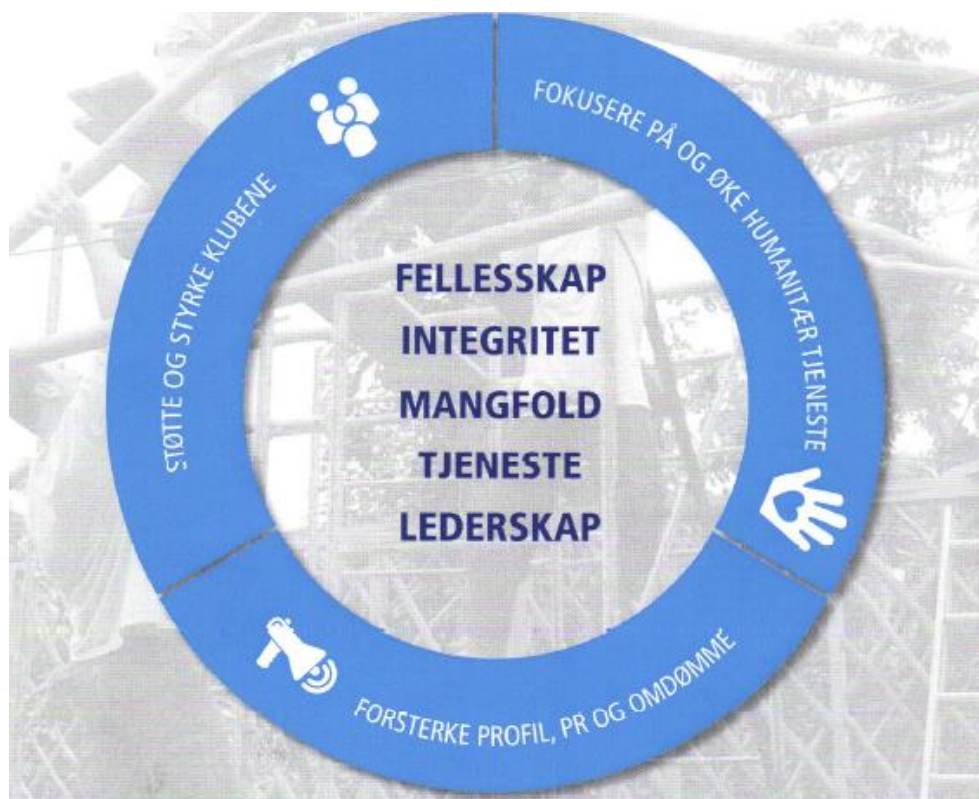 STØTTE OG STYRKE KLUBENE
FOKUSERE PÅ OG ØKE HUMANITÆR TJENESTE
FELLESSKAP
INTEGRITET
MANGFOLD
TJENESTE
LEDERSKAP
FORSTERKE PROFIL, PR OG OMDØMME